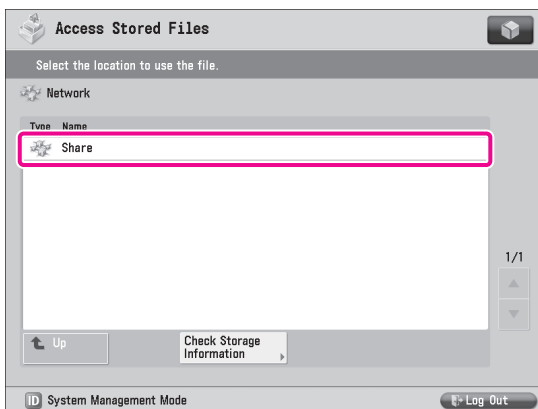 Access Stored Files
Select the location to use the file.
Network
Type Name
Share
1/1
Up
Check Storage
Information
ID System Management Mode
Log Out